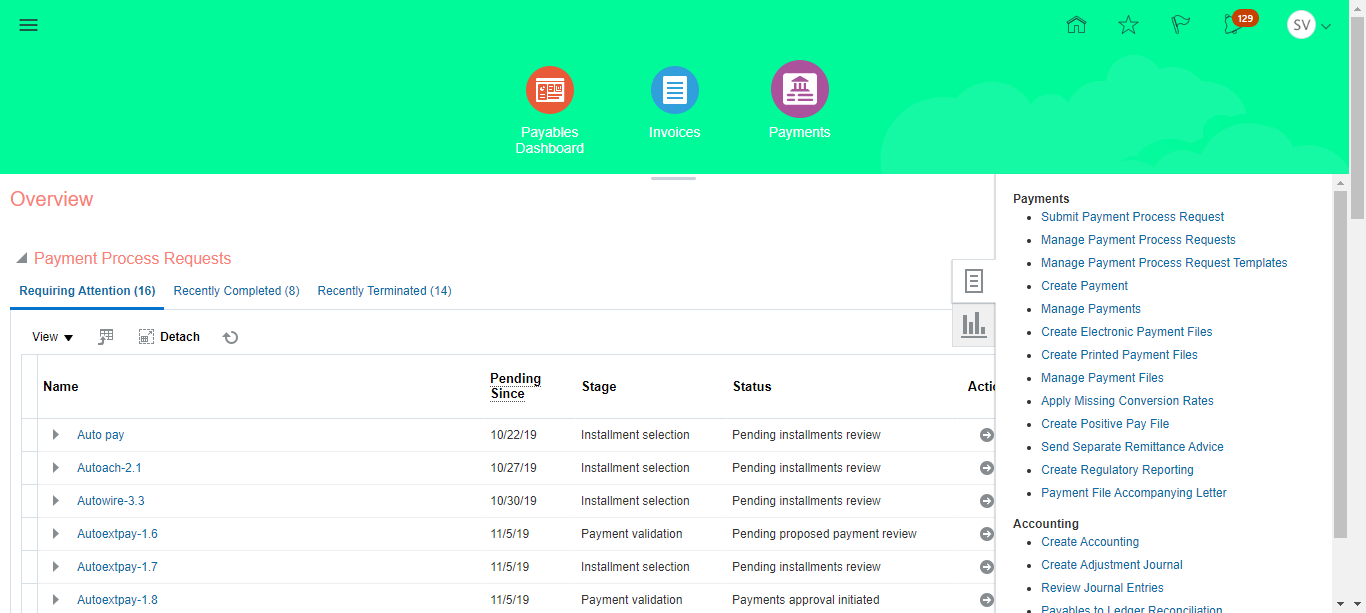 129
SV
Payables
Dashboard
Invoices
Payments
Overview
Payment Process Requests
Requiring Attention (16) Recently Completed (8) Recently Terminated (14)
View Detach
Name Pending Since Stage Status Actio
Auto pay 10/22/19 Installment selection Pending installments review
Autoach-2.1 10/27/19 Installment selection Pending installments review
Autowire-3.3 10/30/19 Installment selection Pending installments review
Autoextpay-1.6 11/5/19 Payment validation Pending proposed payment review
Autoextpay-1.7 11/5/19 Installment selection Pending installments review
Autoextpay-1.8 11/5/19 Payment validation Payments approval initiated
Payments
Submit Payment Process Request
Manage Payment Process Requests
Manage Payment Process Request Templates
Create Payment
Manage Payments
Create Electronic Payment Files
Create Printed Payment Files
Manage Payment Files
Apply Missing Conversion Rates
Create Positive Pay File
Send Separate Remittance Advice
Create Regulatory Reporting
Payment File Accompanying Letter
Accounting
Create Accounting
Create Adjustment Journal
Review Journal Entries
Payables to Ledger Reconciliation